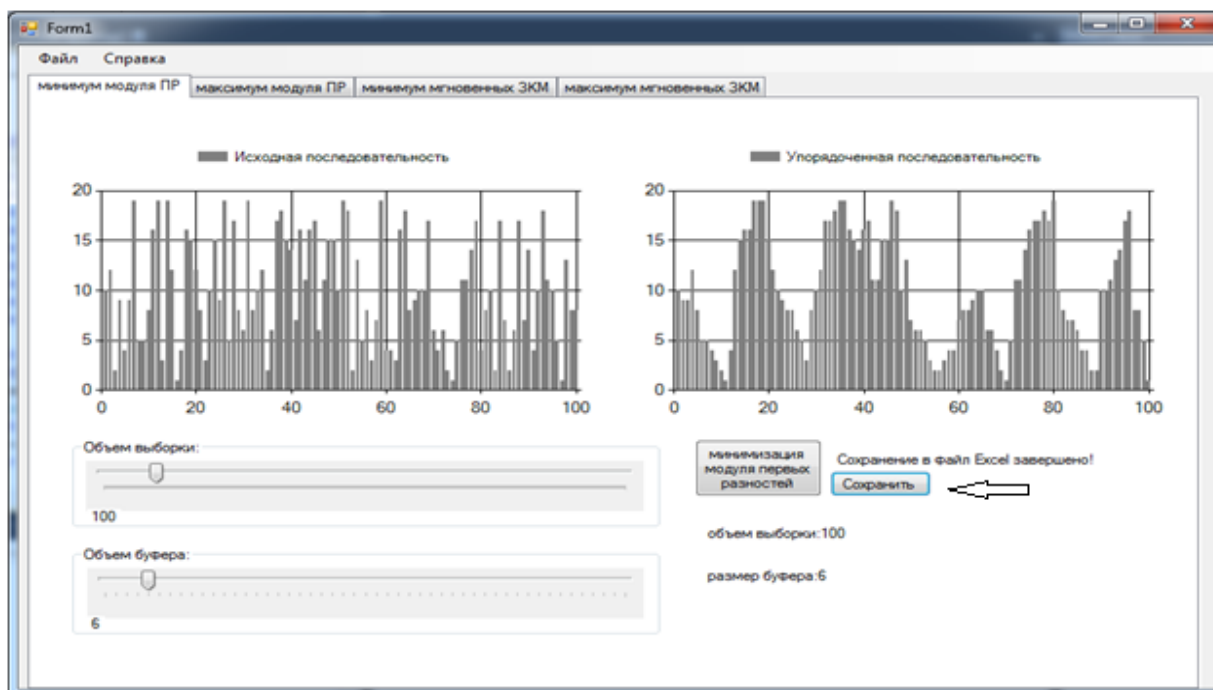 Form1
Файл Справка
минимум модуля ПР максимум модуля ПР минимум мгновенных ЗКМ максимум мгновенных ЗКМ
Исходная последовательность
20
15
10
5
0
0 20 40 60 80 100
Упорядоченная последовательность
20
15
10
5
0
0 20 40 60 80 100
Объем выборки:
100
Объем буфера:
6
минимизация
модуля первых
разностей
Сохранение в файл Excel завершено!
Сохранить
объем выборки:100
размер буфера:6